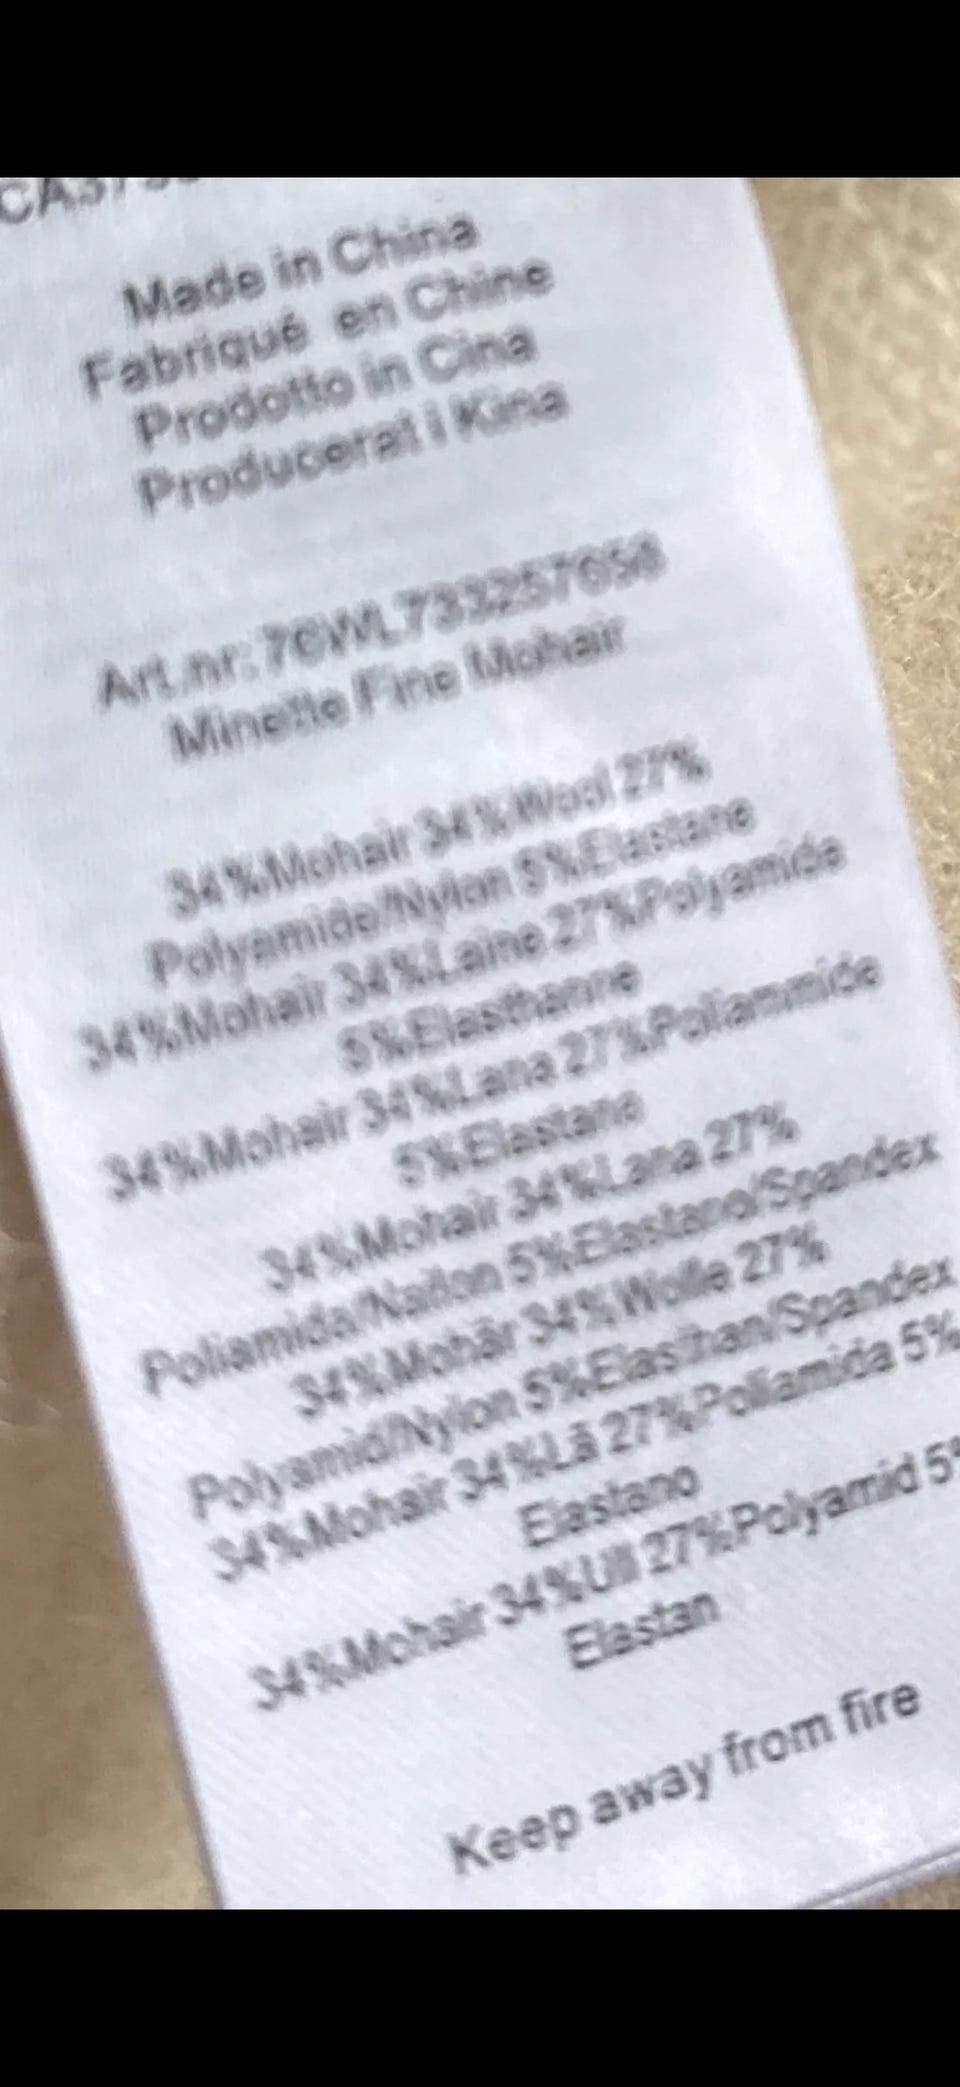 Made in China
Fabriqué en Chine
Prodotto in Cina
Producerat i Kina
Art.nr:
Fine Mohair
34%Mohair 34%Wool 27%
Polyamide/Nylon 5%Elastane
34%Mohair 34%Laine 27%Polyamide
5%Elasthanne
34%Mohair 34%Lana 27%Poliammide
5%Elastano
34%Mohair 34%Lana 27%
Poliamida/Nailon 5%Elastano/Spandex
34%Mohär 34%Wolle 27%
Polyamid/Nylon 5%Elasthan/Spandex
34%Mohair 34%Lã 27%Poliamida 5%
Elastano
34%Mohair 34%Ull 27%Polyamid 5%
Elastan
Keep away from fire